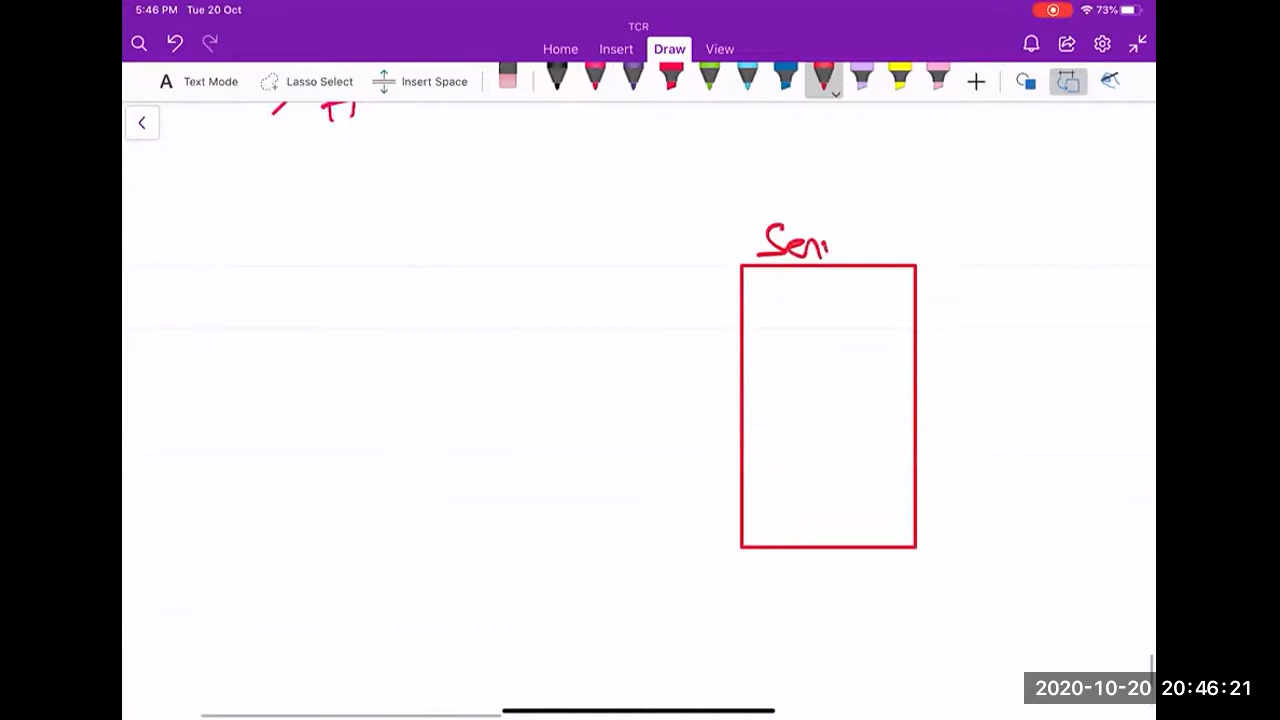 5:46 PM Tue 20 Oct
73%
TCR
Home Insert Draw View
A Text Mode Lasso Select Insert Space
2020-10-20 20:46:21